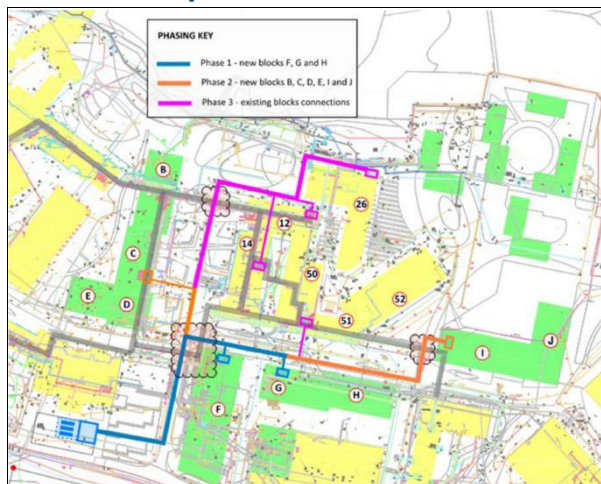 PHASING KEY
Phase 1 - new blocks F, G and H
Phase 2 - new blocks B, C, D, E, I and J
Phase 3 - existing blocks connections
B
26
12
14
C
50
52
E
D
51
J
I
G
H
F